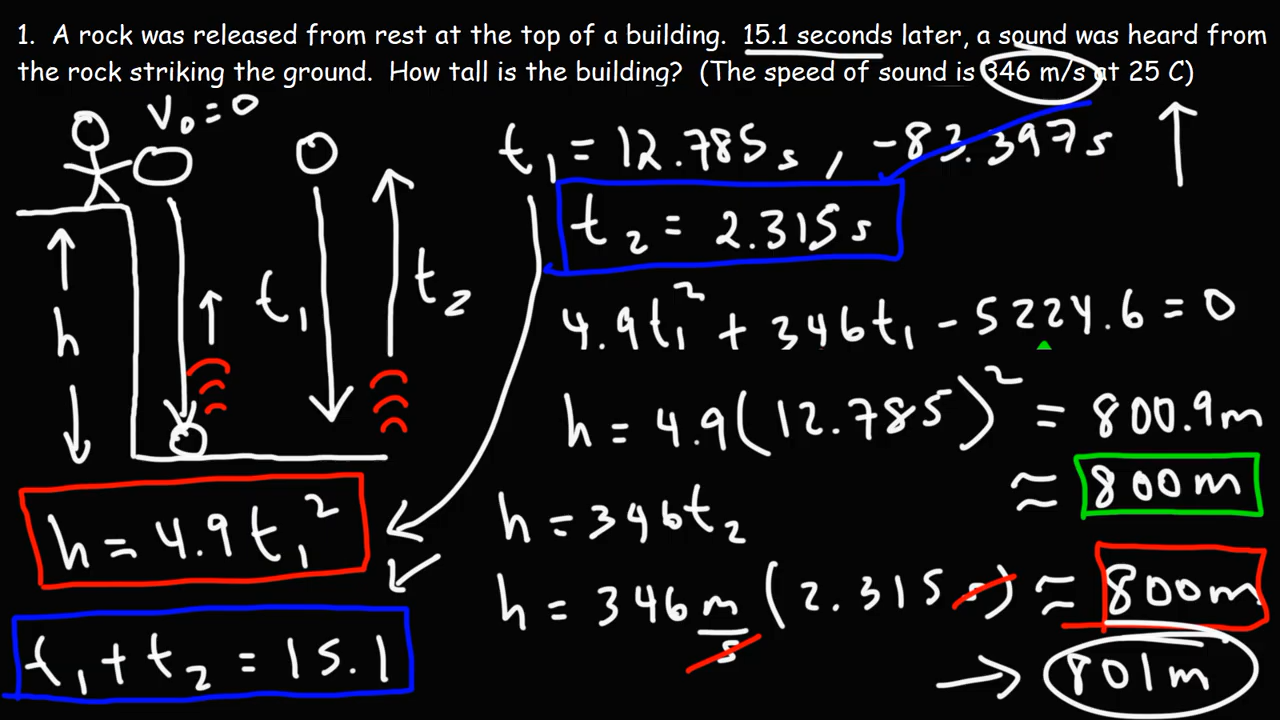 1. A rock was released from rest at the top of a building. 15.1 seconds later, a sound was heard from
the rock striking the ground. How tall is the building? (The speed of sound is 346 m/s at 25 C)
V₀ = 0
t₁ = 12.785 s, -83.397 s
t₂ = 2.315 s
h
t₁
t₂
4.9t₁² + 346t₁ - 5224.6 = 0
h = 4.9(12.785)² = 800.9m
≈ 800m
h = 4.9t₁²
h = 346t₂
h = 346 m/s (2.315 s) ≈ 800m
t₁ + t₂ = 15.1
→ 801m